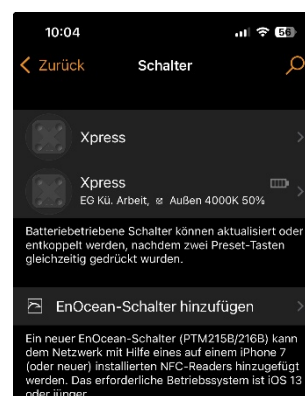 10:04
56
Zurück Schalter
Xpress
Xpress
EG Kü. Arbeit, Außen 4000K 50%
Batteriebetriebene Schalter können aktualisiert oder
entkoppelt werden, nachdem zwei Preset-Tasten
gleichzeitig gedrückt wurden.
EnOcean-Schalter hinzufügen
Ein neuer EnOcean-Schalter (PTM215B/216B) kann
dem Netzwerk mit Hilfe eines auf einem iPhone 7
(oder neuer) installierten NFC-Readers hinzugefügt
werden. Das erforderliche Betriebssystem ist iOS 13
oder jünger.